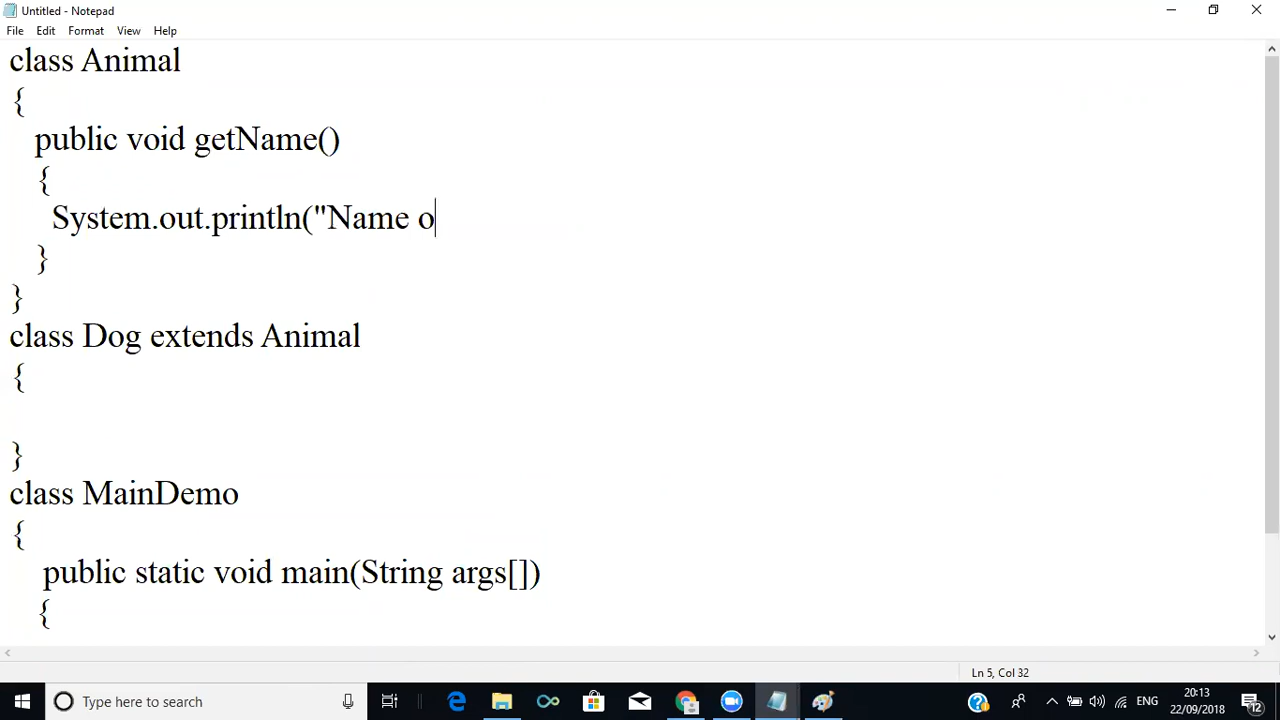 Untitled - Notepad
File Edit Format View Help
class Animal
{
public void getName()
{
System.out.println("Name o
}
}
class Dog extends Animal
{
}
class MainDemo
{
public static void main(String args[])
{
Ln 5, Col 32
Type here to search
ENG
20:13
22/09/2018
12